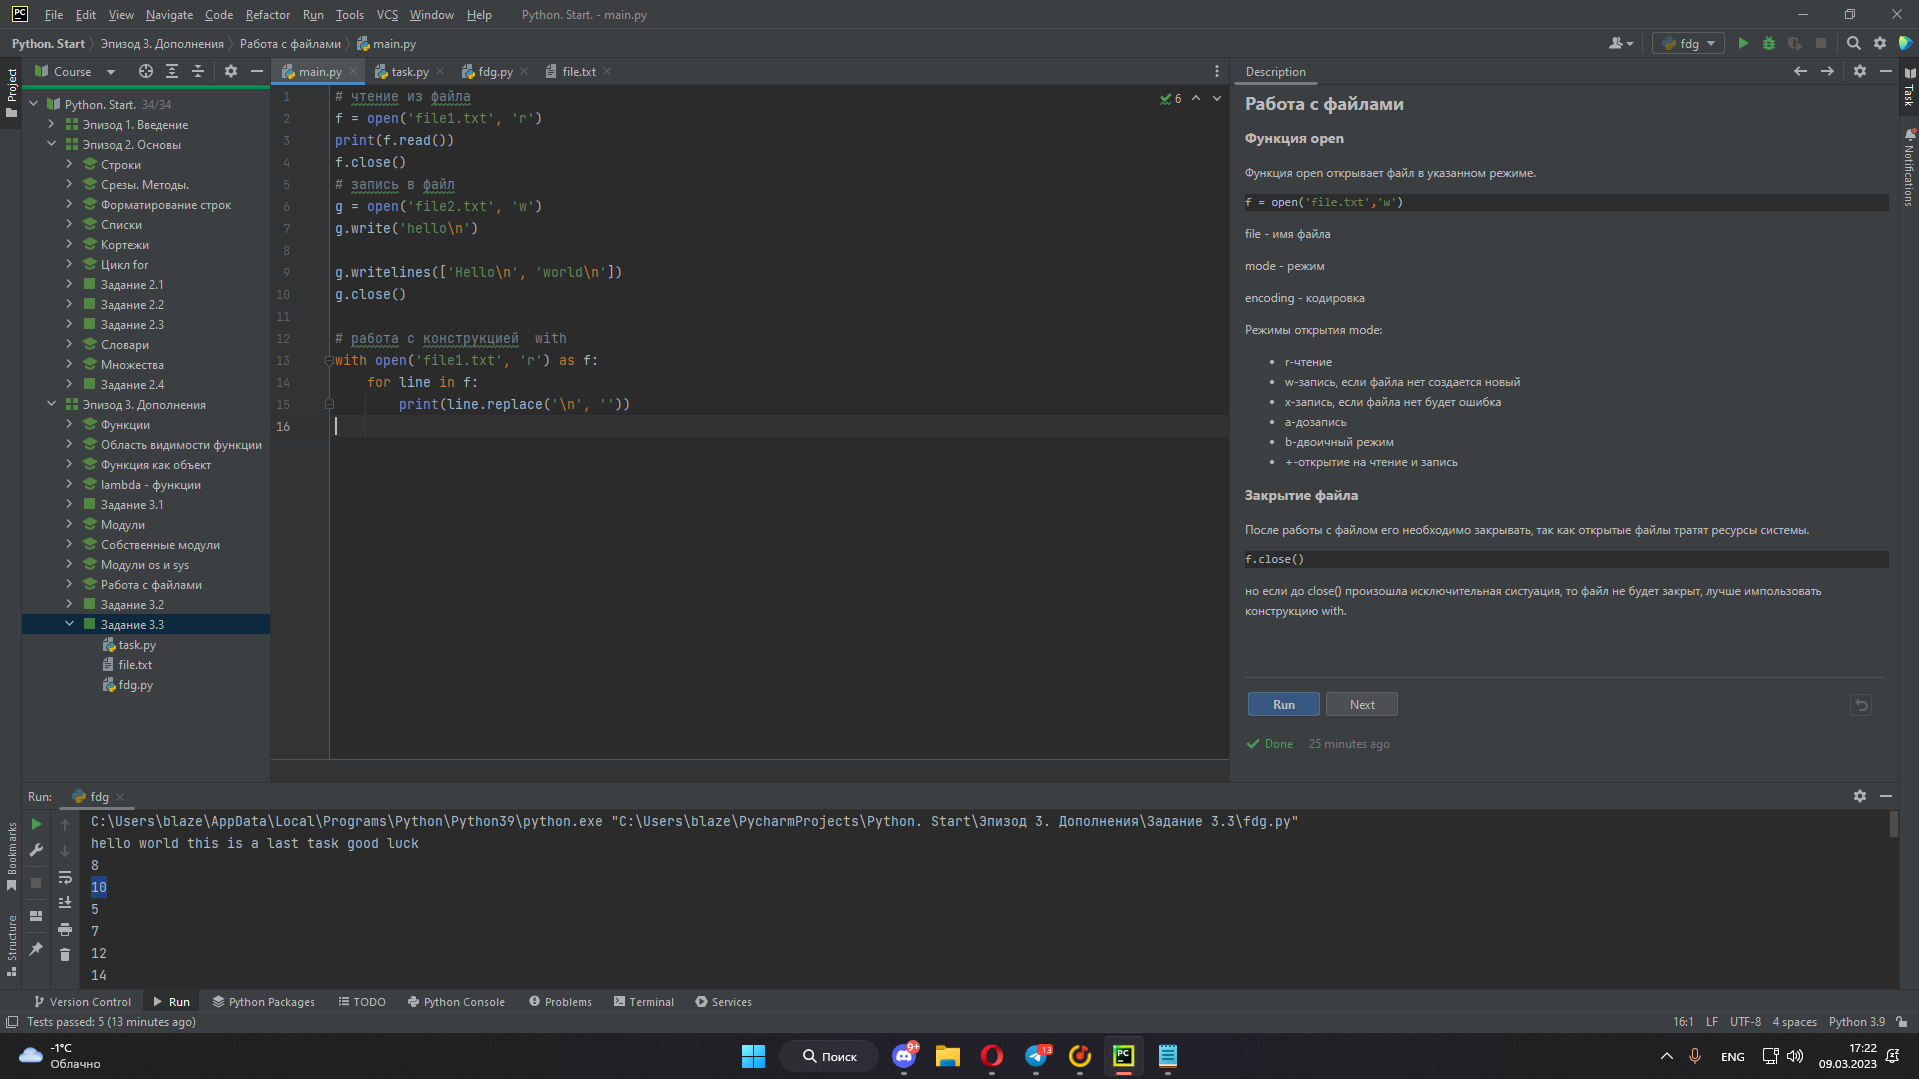 PC File Edit View Navigate Code Refactor Run Tools VCS Window Help Python. Start. - main.py
Python. Start Эпизод 3. Дополнения Работа с файлами main.py fdg
Project
Course
Python. Start. 34/34
Эпизод 1. Введение
Эпизод 2. Основы
Строки
Срезы. Методы.
Форматирование строк
Списки
Кортежи
Цикл for
Задание 2.1
Задание 2.2
Задание 2.3
Словари
Множества
Задание 2.4
Эпизод 3. Дополнения
Функции
Область видимости функции
Функция как объект
lambda - функции
Задание 3.1
Модули
Собственные модули
Модули os и sys
Работа с файлами
Задание 3.2
Задание 3.3
task.py
file.txt
fdg.py
main.py task.py fdg.py file.txt
6
1 # чтение из файла
2 f = open('file1.txt', 'r')
3 print(f.read())
4 f.close()
5 # запись в файл
6 g = open('file2.txt', 'w')
7 g.write('hello\n')
8
9 g.writelines(['Hello\n', 'world\n'])
10 g.close()
11
12 # работа с конструкцией  with
13 with open('file1.txt', 'r') as f:
14     for line in f:
15         print(line.replace('\n', ''))
16
Description
Работа с файлами
Функция open
Функция open открывает файл в указанном режиме.
f = open('file.txt','w')
file - имя файла
mode - режим
encoding - кодировка
Режимы открытия mode:
• r-чтение
• w-запись, если файла нет создается новый
• x-запись, если файла нет будет ошибка
• a-дозапись
• b-двоичный режим
• +-открытие на чтение и запись
Закрытие файла
После работы с файлом его необходимо закрывать, так как открытые файлы тратят ресурсы системы.
f.close()
но если до close() произошла исключительная систуация, то файл не будет закрыт, лучше импользовать
конструкцию with.
Run Next
Done 25 minutes ago
Task
Notifications
Run: fdg
C:\Users\blaze\AppData\Local\Programs\Python\Python39\python.exe "C:\Users\blaze\PycharmProjects\Python. Start\Эпизод 3. Дополнения\Задание 3.3\fdg.py"
hello world this is a last task good luck
8
10
5
7
12
14
Bookmarks
Structure
Version Control Run Python Packages TODO Python Console Problems Terminal Services
Tests passed: 5 (13 minutes ago) 16:1 LF UTF-8 4 spaces Python 3.9
-1°C
Облачно
Поиск
9+
13
PC
ENG
17:22
09.03.2023